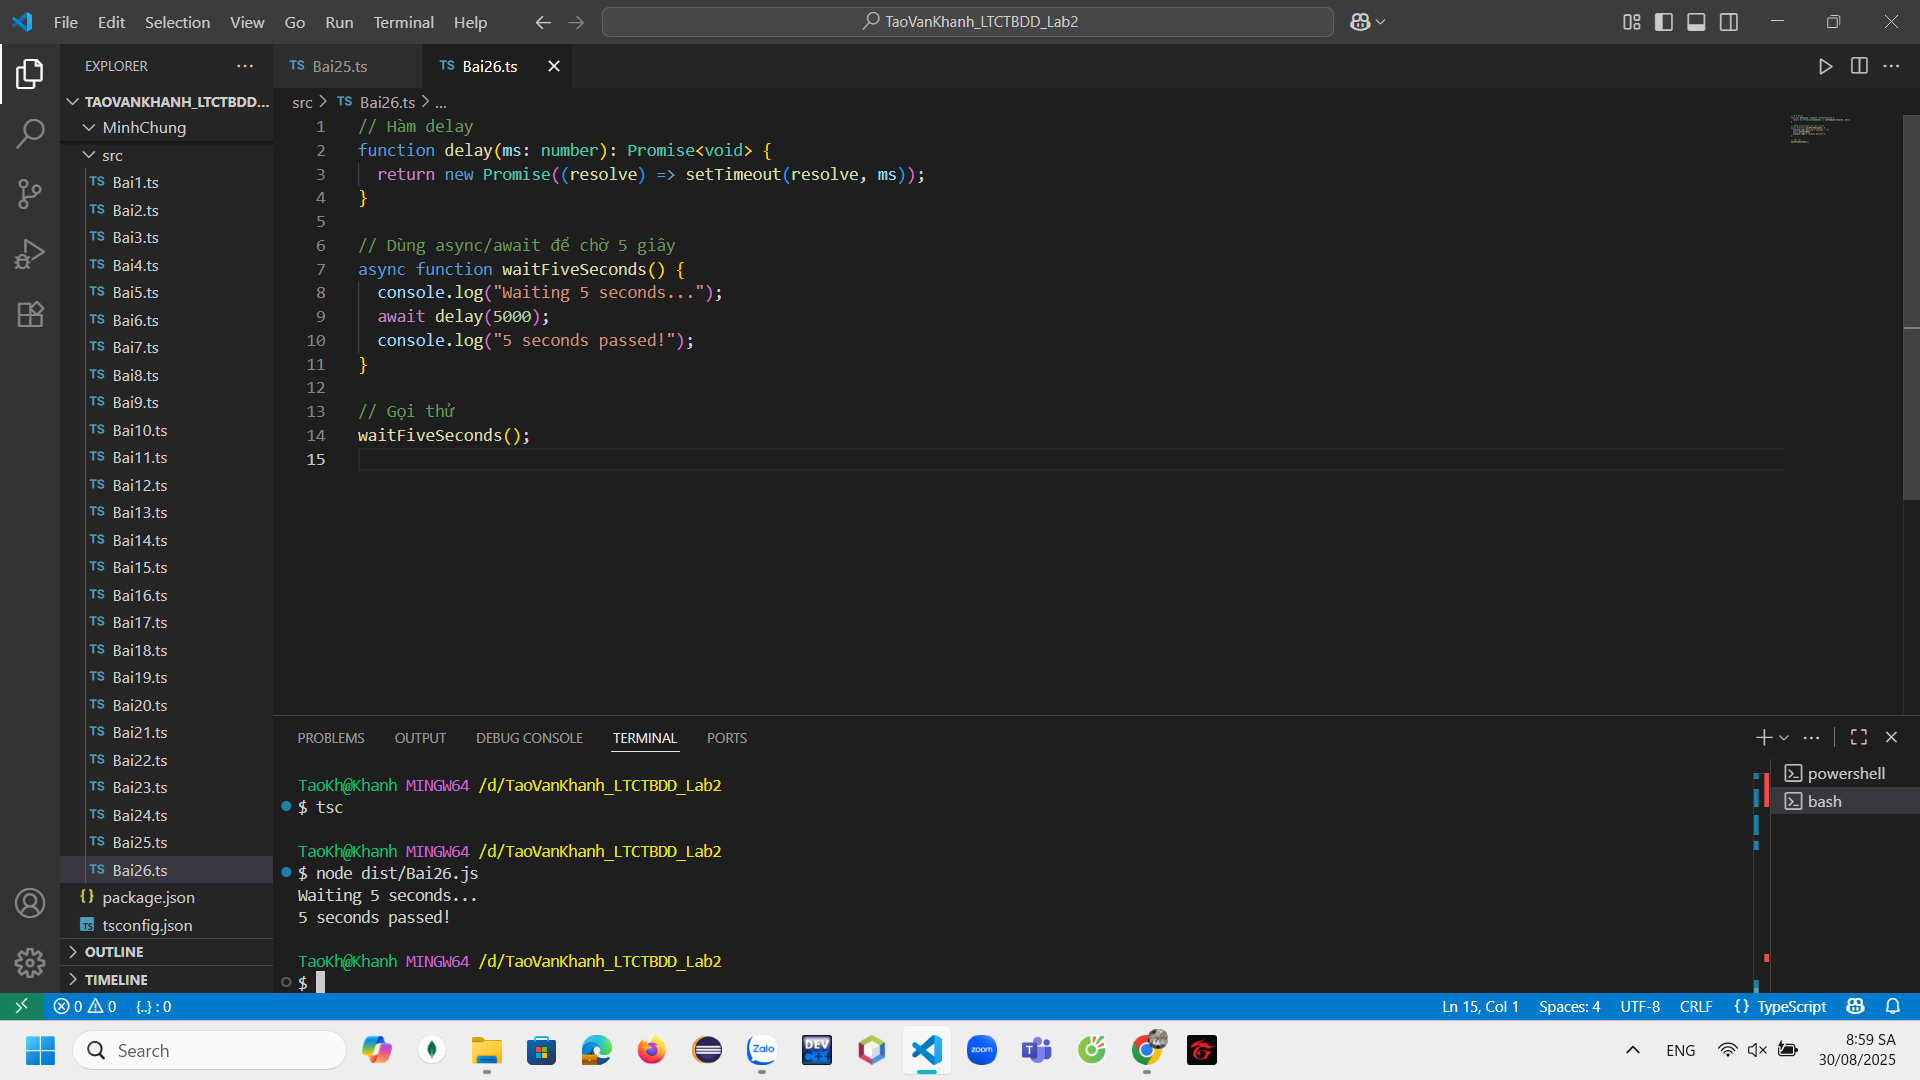 File Edit Selection View Go Run Terminal Help
TaoVanKhanh_LTCTBDD_Lab2
EXPLORER
TAOVANKHANH_LTCTBDD...
MinhChung
src
TS Bai1.ts
TS Bai2.ts
TS Bai3.ts
TS Bai4.ts
TS Bai5.ts
TS Bai6.ts
TS Bai7.ts
TS Bai8.ts
TS Bai9.ts
TS Bai10.ts
TS Bai11.ts
TS Bai12.ts
TS Bai13.ts
TS Bai14.ts
TS Bai15.ts
TS Bai16.ts
TS Bai17.ts
TS Bai18.ts
TS Bai19.ts
TS Bai20.ts
TS Bai21.ts
TS Bai22.ts
TS Bai23.ts
TS Bai24.ts
TS Bai25.ts
TS Bai26.ts
{} package.json
TS tsconfig.json
OUTLINE
TIMELINE
TS Bai25.ts
TS Bai26.ts
src > TS Bai26.ts > ...
1 // Hàm delay
2 function delay(ms: number): Promise<void> {
3 return new Promise((resolve) => setTimeout(resolve, ms));
4 }
5
6 // Dùng async/await để chờ 5 giây
7 async function waitFiveSeconds() {
8 console.log("Waiting 5 seconds...");
9 await delay(5000);
10 console.log("5 seconds passed!");
11 }
12
13 // Gọi thử
14 waitFiveSeconds();
15
PROBLEMS OUTPUT DEBUG CONSOLE TERMINAL PORTS
TaoKh@Khanh MINGW64 /d/TaoVanKhanh_LTCTBDD_Lab2
$ tsc
TaoKh@Khanh MINGW64 /d/TaoVanKhanh_LTCTBDD_Lab2
$ node dist/Bai26.js
Waiting 5 seconds...
5 seconds passed!
TaoKh@Khanh MINGW64 /d/TaoVanKhanh_LTCTBDD_Lab2
$
powershell
bash
0 0 {..} : 0
Ln 15, Col 1 Spaces: 4 UTF-8 CRLF {} TypeScript
Search
Zalo
DEV
zoom
ENG
8:59 SA
30/08/2025